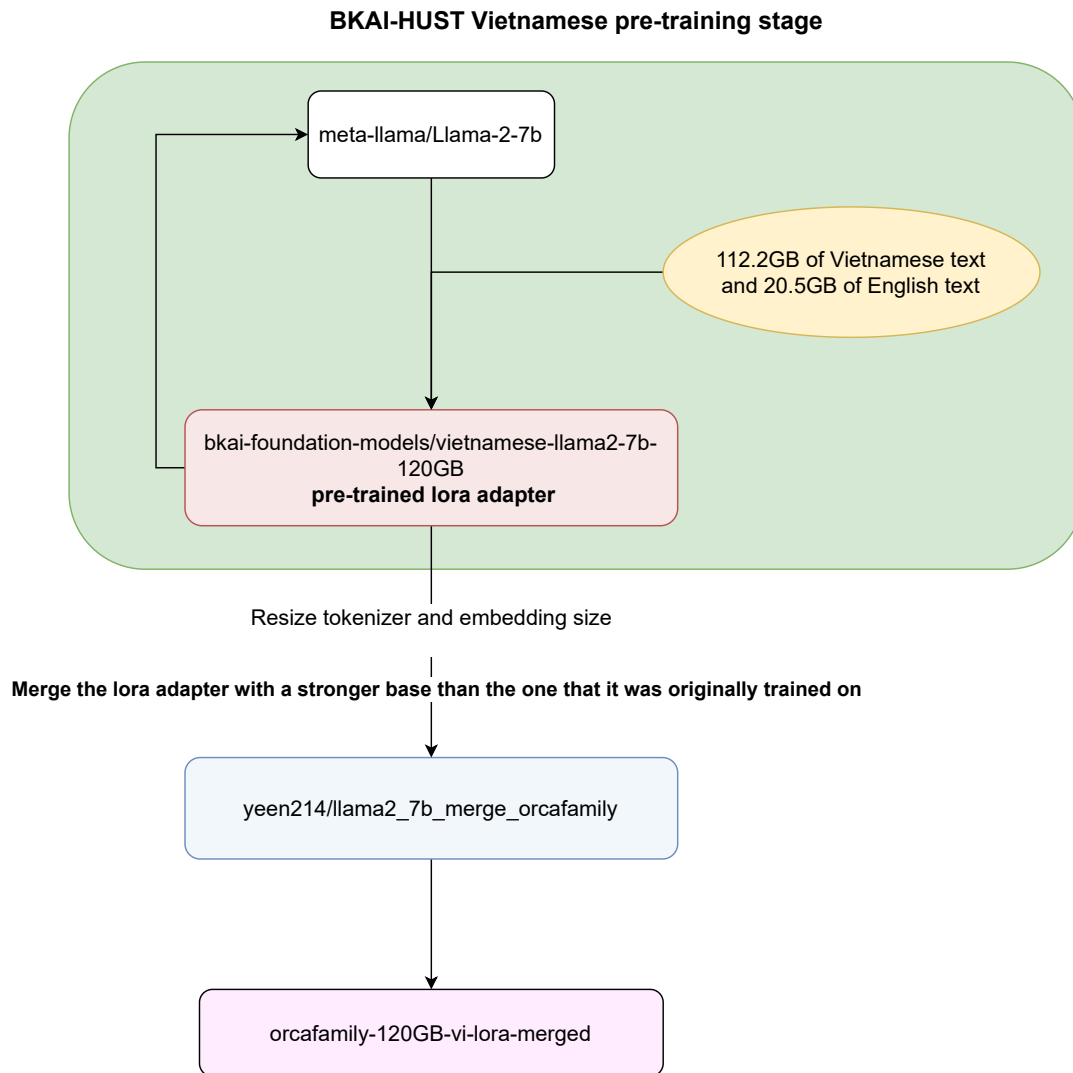 BKAI-HUST Vietnamese pre-training stage
meta-llama/Llama-2-7b
112.2GB of Vietnamese text
and 20.5GB of English text
bkai-foundation-models/vietnamese-llama2-7b-
120GB
pre-trained lora adapter
Resize tokenizer and embedding size
Merge the lora adapter with a stronger base than the one that it was originally trained on
yeen214/llama2_7b_merge_orcafamily
orcafamily-120GB-vi-lora-merged